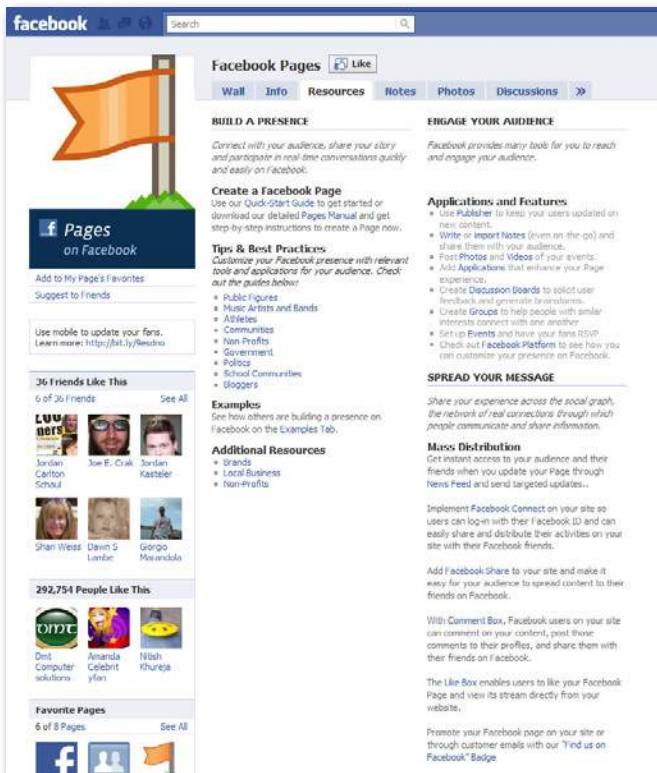 facebook
Search
Facebook Pages
Like
Wall Info Resources Notes Photos Discussions »
Pages
on Facebook
Add to My Page's Favorites
Suggest to Friends
Use mobile to update your fans.
Learn more: http://bit.ly/9esdno
36 Friends Like This
6 of 36 Friends See All
Jordan
Carlton
Schaul
Joe E. Crak
Jordan
Kasteler
Shari Weiss
Dawn S
Lambe
Giorgio
Marandola
292,754 People Like This
DMT
Dmt
Computer
solutions
Amanda
Celebrit
yfan
Nitish
Khureja
Favorite Pages
6 of 8 Pages See All
BUILD A PRESENCE
Connect with your audience, share your story
and participate in real-time conversations quickly
and easily on Facebook.
Create a Facebook Page
Use our Quick-Start Guide to get started or
download our detailed Pages Manual and get
step-by-step instructions to create a Page now.
Tips & Best Practices
Customize your Facebook presence with relevant
tools and applications for your audience. Check
out the guides below!
Public Figures
Music Artists and Bands
Athletes
Communities
Non-Profits
Government
Politics
School Communities
Bloggers
Examples
See how others are building a presence on
Facebook on the Examples Tab.
Additional Resources
Brands
Local Business
Non-Profits
ENGAGE YOUR AUDIENCE
Facebook provides many tools for you to reach
and engage your audience.
Applications and Features
Use Publisher to keep your users updated on
new content.
Write or Import Notes (even on-the-go) and
share them with your audience.
Post Photos and Videos of your events.
Add Applications that enhance your Page
experience.
Create Discussion Boards to solicit user
feedback and generate brainstorms.
Create Groups to help people with similar
interests connect with one another
Set up Events and have your fans RSVP
Check out Facebook Platform to see how you
can customize your presence on Facebook.
SPREAD YOUR MESSAGE
Share your experience across the social graph,
the network of real connections through which
people communicate and share information.
Mass Distribution
Get instant access to your audience and their
friends when you update your Page through
News Feed and send targeted updates..
Implement Facebook Connect on your site so
users can log-in with their Facebook ID and can
easily share and distribute their activities on your
site with their Facebook friends.
Add Facebook Share to your site and make it
easy for your audience to spread content to their
friends on Facebook.
With Comment Box, Facebook users on your site
can comment on your content, post those
comments to their profiles, and share them with
their friends on Facebook.
The Like Box enables users to like your Facebook
Page and view its stream directly from your
website.
Promote your Facebook page on your site or
through customer emails with our "Find us on
Facebook" Badge